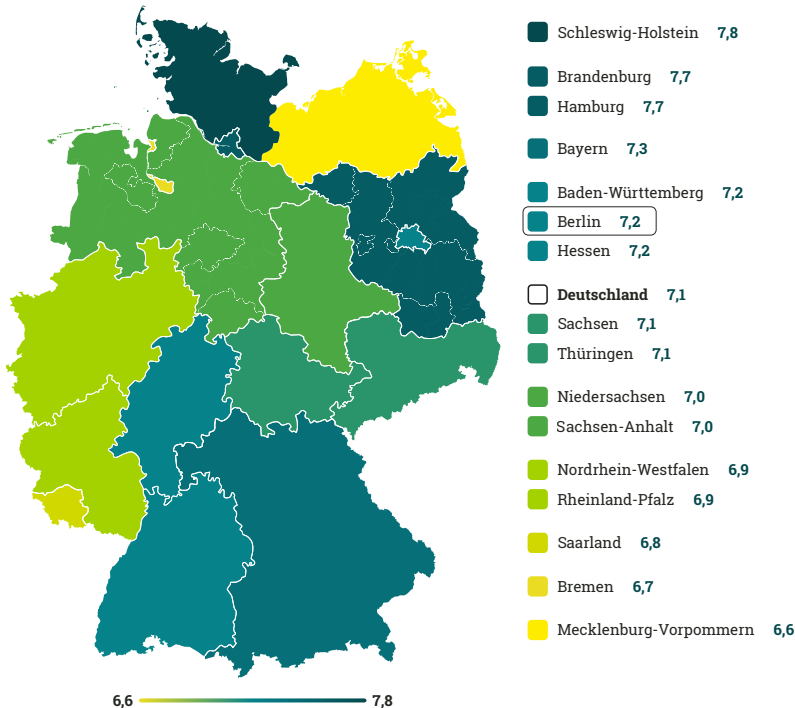 Schleswig-Holstein 7,8
Brandenburg 7,7
Hamburg 7,7
Bayern 7,3
Baden-Württemberg 7,2
Berlin 7,2
Hessen 7,2
Deutschland 7,1
Sachsen 7,1
Thüringen 7,1
Niedersachsen 7,0
Sachsen-Anhalt 7,0
Nordrhein-Westfalen 6,9
Rheinland-Pfalz 6,9
Saarland 6,8
Bremen 6,7
Mecklenburg-Vorpommern 6,6
6,6 7,8